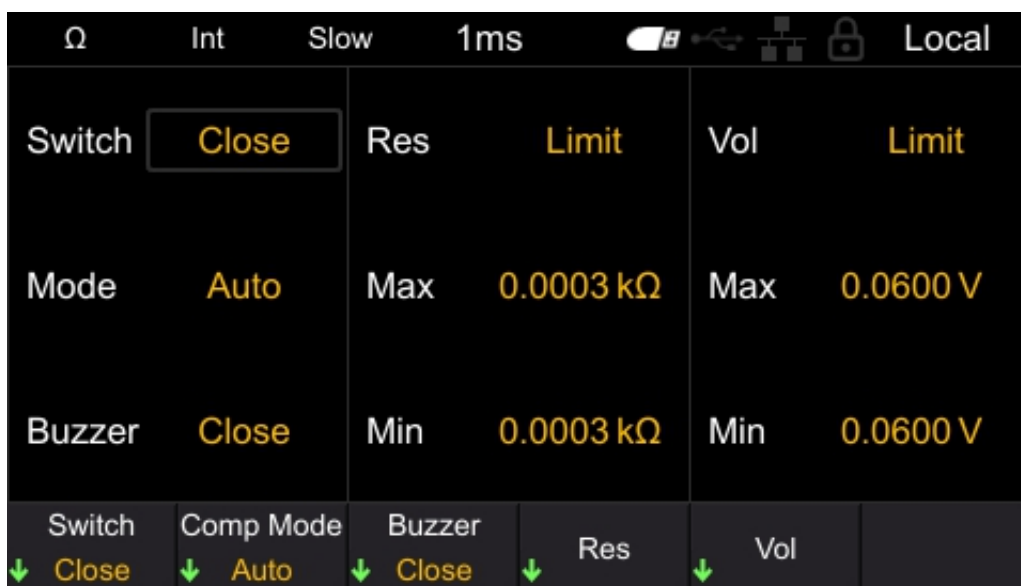 Ω Int Slow 1ms Local
Switch Close Res Limit Vol Limit
Mode Auto Max 0.0003 kΩ Max 0.0600 V
Buzzer Close Min 0.0003 kΩ Min 0.0600 V
Switch Comp Mode Buzzer Res Vol
Close Auto Close